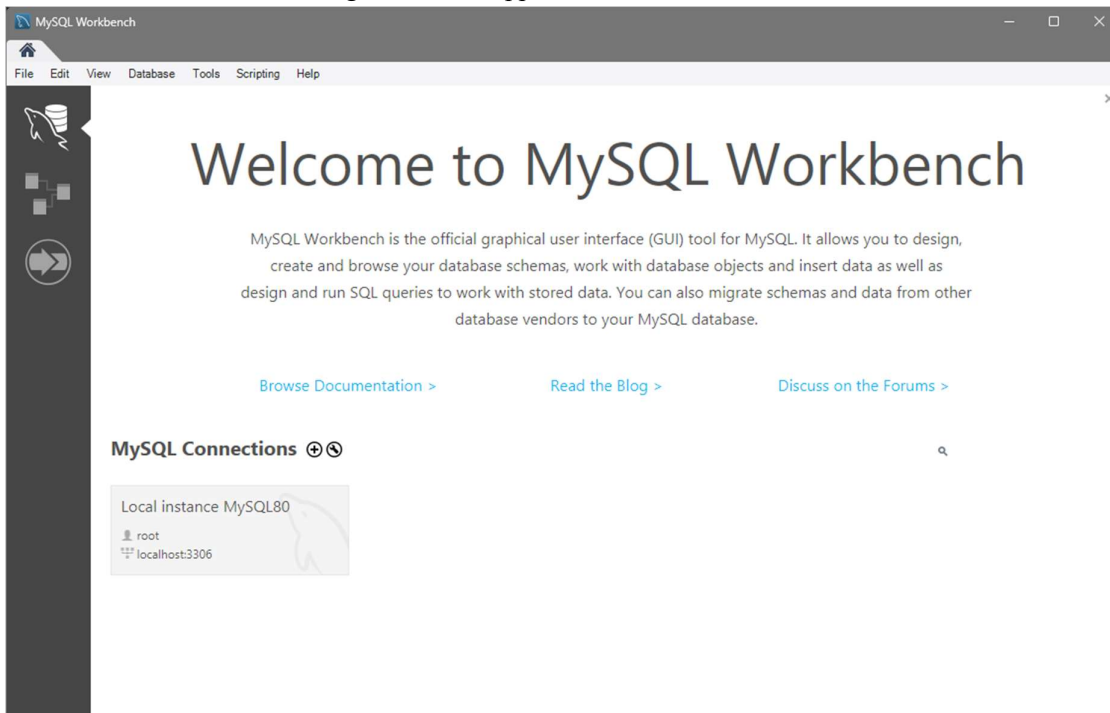 MySQL Workbench
File Edit View Database Tools Scripting Help
Welcome to MySQL Workbench
MySQL Workbench is the official graphical user interface (GUI) tool for MySQL. It allows you to design,
create and browse your database schemas, work with database objects and insert data as well as
design and run SQL queries to work with stored data. You can also migrate schemas and data from other
database vendors to your MySQL database.
Browse Documentation > Read the Blog > Discuss on the Forums >
MySQL Connections
Local instance MySQL80
root
localhost:3306